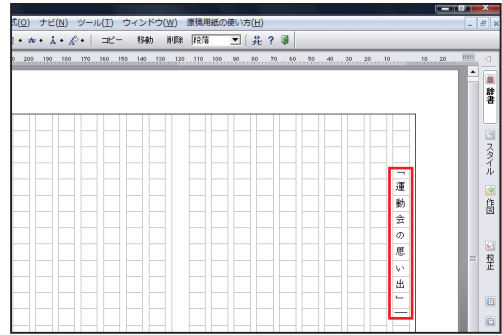 式(O) ナビ(N) ツール(T) ウィンドウ(W) 原稿用紙の使い方(H)
コピー 移動 削除 段落
200 190 180 170 160 150 140 130 120 110 100 90 80 70 60 50 40 30 20 10 10 20
辞書
スタイル
作図
校正
「運動会の思い出」